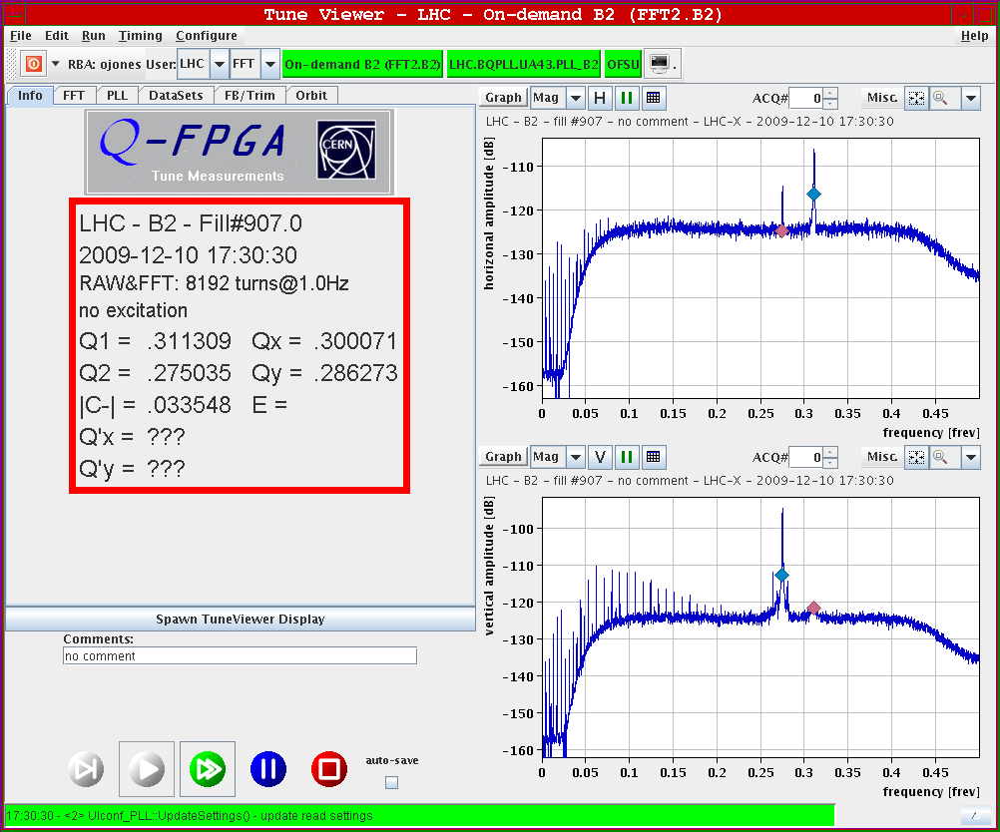 Tune Viewer - LHC - On-demand B2 (FFT2.B2)
File Edit Run Timing Configure Help
RBA: ojones User: LHC FFT On-demand B2 (FFT2.B2) LHC.BQPLL.UA43.PLL_B2 OFSU .
Info FFT PLL DataSets FB/Trim Orbit
Q-FPGA
Tune Measurements
CERN
LHC - B2 - Fill#907.0
2009-12-10 17:30:30
RAW&FFT: 8192 turns@1.0Hz
no excitation
Q1 = .311309 Qx = .300071
Q2 = .275035 Qy = .286273
|C-| = .033548 E =
Q'x = ???
Q'y = ???
Spawn TuneViewer Display
Comments:
no comment
auto-save
Graph Mag H ACQ# 0 Misc.
LHC - B2 - fill #907 - no comment - LHC-X - 2009-12-10 17:30:30
horizonal amplitude [dB]
-110
-120
-130
-140
-150
-160
0 0.05 0.1 0.15 0.2 0.25 0.3 0.35 0.4 0.45
frequency [frev]
Graph Mag V ACQ# 0 Misc.
LHC - B2 - fill #907 - no comment - LHC-X - 2009-12-10 17:30:30
vertical amplitude [dB]
-100
-110
-120
-130
-140
-150
-160
0 0.05 0.1 0.15 0.2 0.25 0.3 0.35 0.4 0.45
frequency [frev]
17:30:30 - <2> UIconf_PLL::UpdateSettings() - update read settings